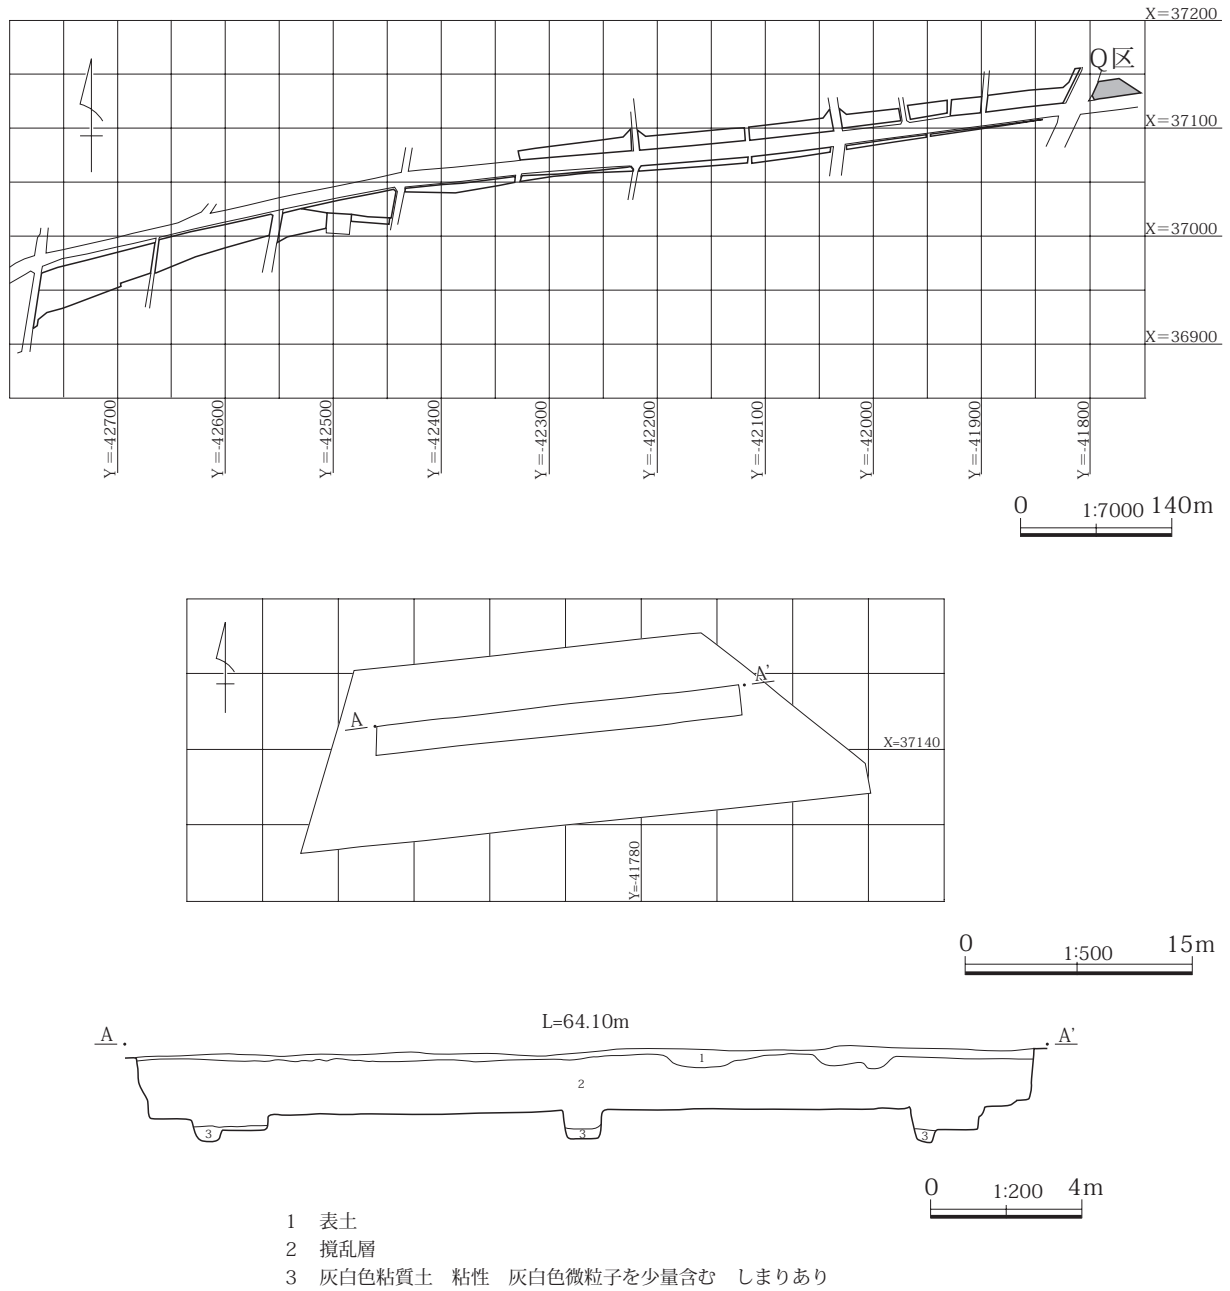 X=37200
Q区
X=37100
X=37000
X=36900
Y=-42700
Y=-42600
Y=-42500
Y=-42400
Y=-42300
Y=-42200
Y=-42100
Y=-42000
Y=-41900
Y=-41800
0 1:7000 140m
A'
A
X=37140
Y=-41780
0 1:500 15m
L=64.10m
A A'
1
2
3 3 3
0 1:200 4m
1 表土
2 撹乱層
3 灰白色粘質土 粘性 灰白色微粒子を少量含む しまりあり